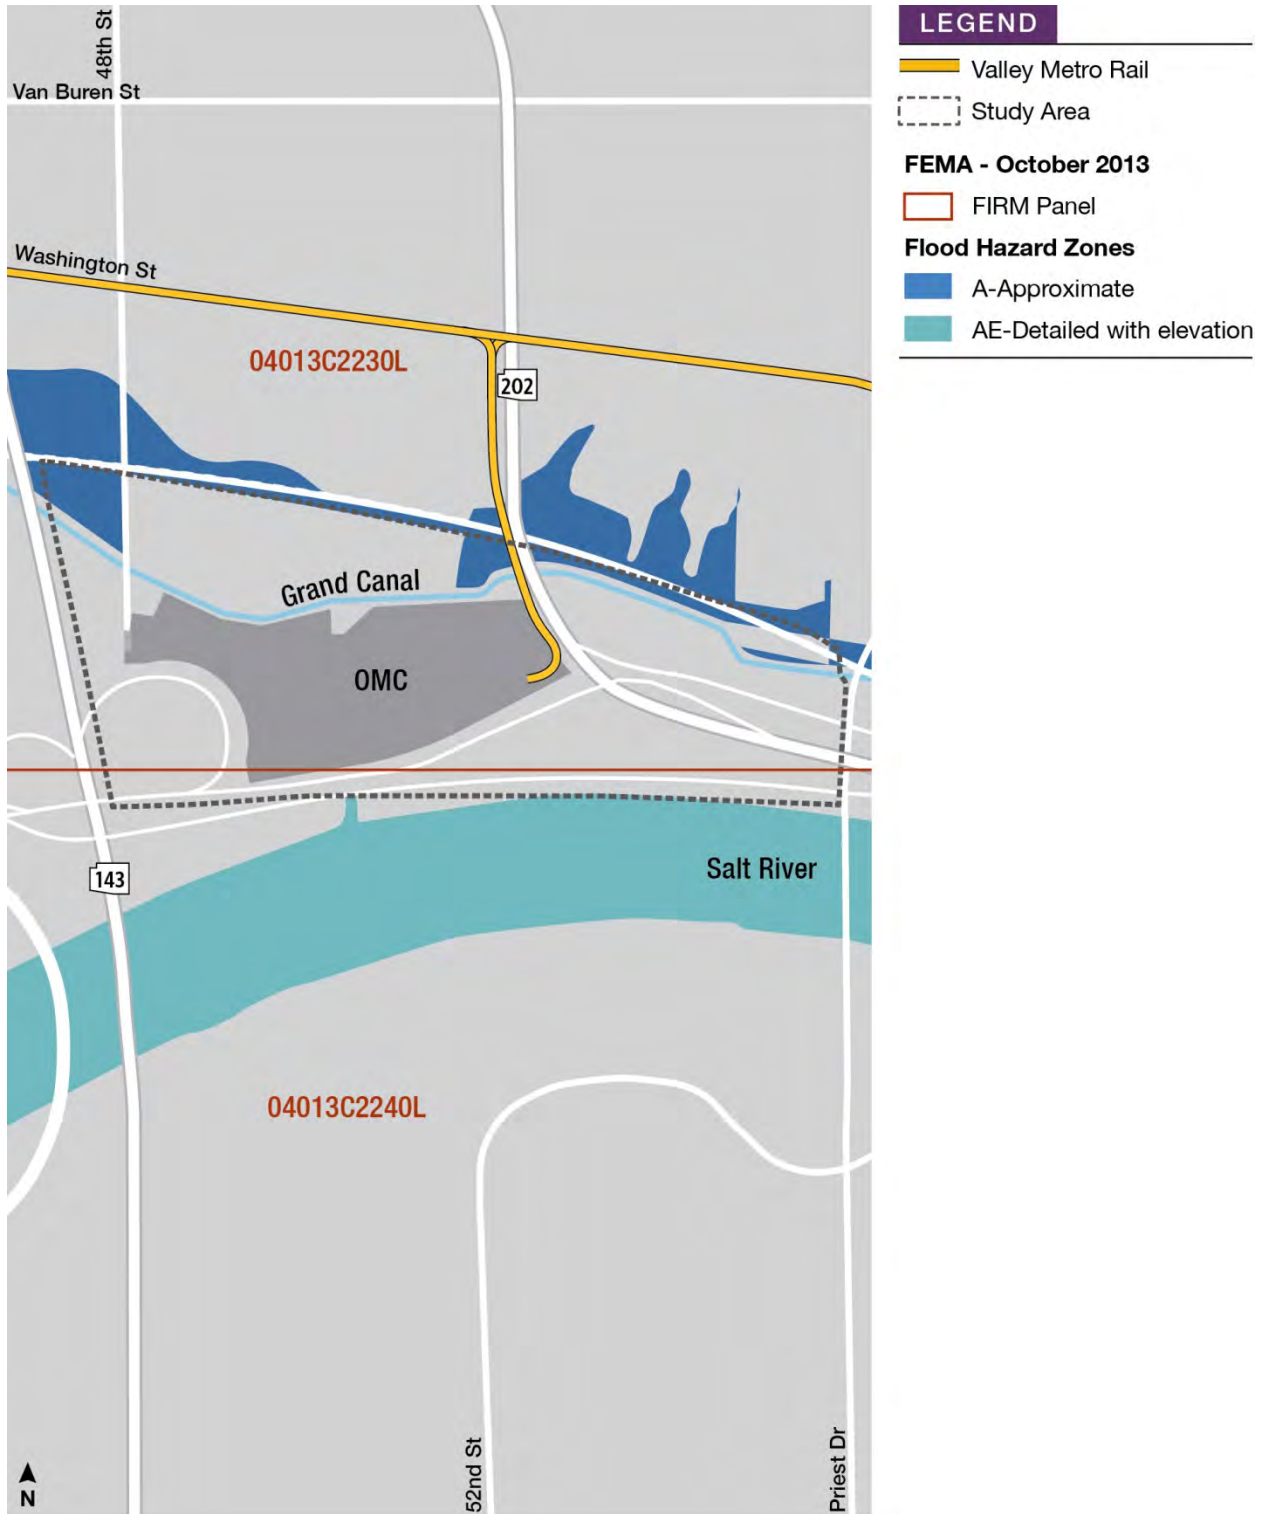 LEGEND
Valley Metro Rail
Study Area
FEMA - October 2013
FIRM Panel
Flood Hazard Zones
A-Approximate
AE-Detailed with elevation
48th St
Van Buren St
Washington St
04013C2230L
202
Grand Canal
OMC
Salt River
143
04013C2240L
52nd St
Priest Dr
N